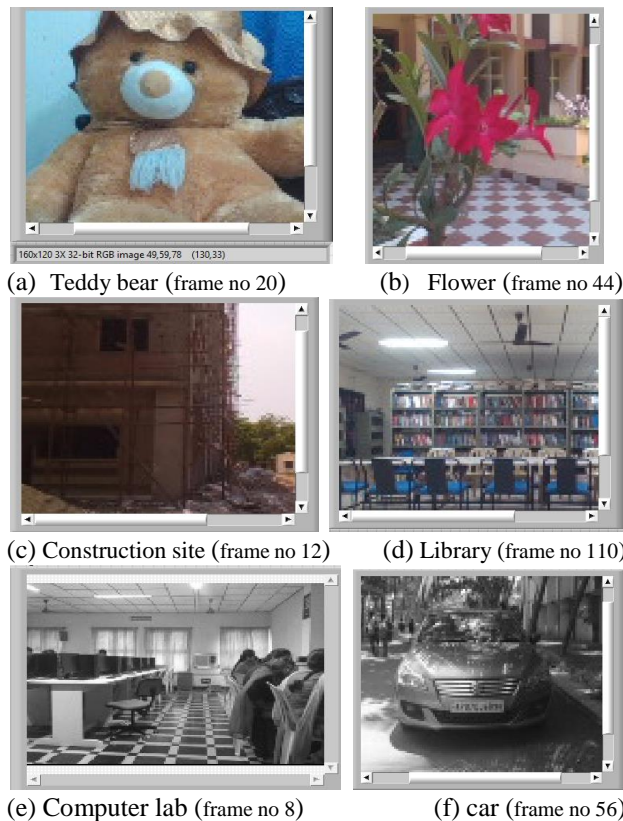 160x120 3X 32-bit RGB image 49,59,78 (130,33)
(a) Teddy bear (frame no 20)
(b) Flower (frame no 44)
(c) Construction site (frame no 12)
(d) Library (frame no 110)
(e) Computer lab (frame no 8)
(f) car (frame no 56)